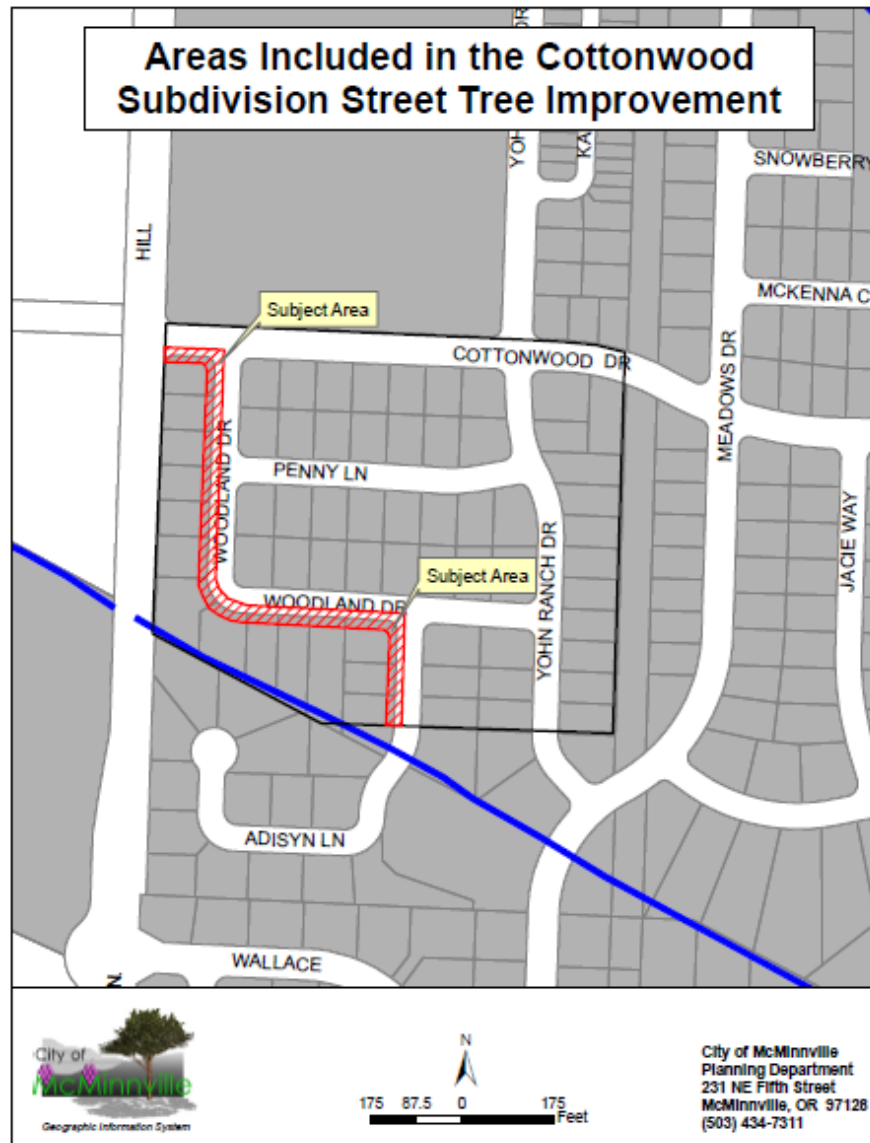 Areas Included in the Cottonwood
Subdivision Street Tree Improvement
YOHN
DR
KA
SNOWBERRY
HILL
MCKENNA C
Subject Area
COTTONWOOD DR
MEADOWS DR
WOODLAND DR
PENNY LN
JACIE WAY
Subject Area
WOODLAND DR
YOHN RANCH DR
ADISYN LN
WALLACE
N.
City of
McMinnville
Geographic Information System
N
175 87.5 0 175
Feet
City of McMinnville
Planning Department
231 NE Fifth Street
McMinnville, OR 97128
(503) 434-7311